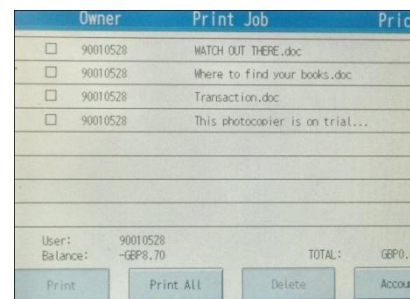 Owner Print Job Pric
90010528 WATCH OUT THERE.doc
90010528 Where to find your books.doc
90010528 Transaction.doc
90010528 This photocopier is on trial...
User: 90010528
Balance: -GBP8.70 TOTAL: GBP0.
Print Print All Delete Accou